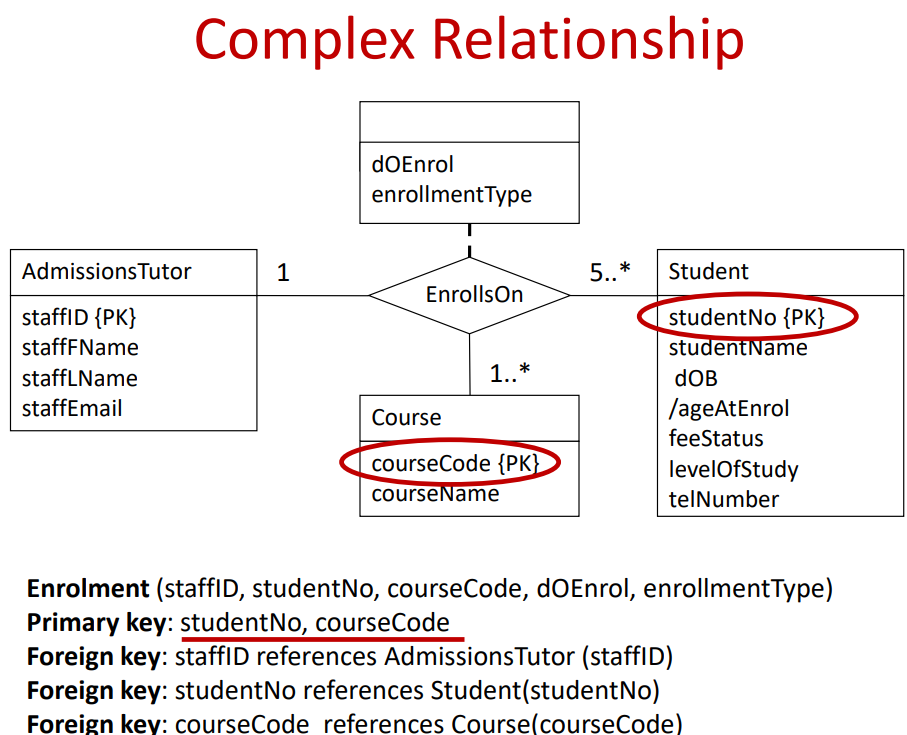 Complex Relationship
dOEnrol
enrollmentType
AdmissionsTutor
staffID {PK}
staffFName
staffLName
staffEmail
1
EnrollsOn
5..*
1..*
Student
studentNo {PK}
studentName
dOB
/ageAtEnrol
feeStatus
levelOfStudy
telNumber
Course
courseCode {PK}
courseName
Enrolment (staffID, studentNo, courseCode, dOEnrol, enrollmentType)
Primary key: studentNo, courseCode
Foreign key: staffID references AdmissionsTutor (staffID)
Foreign key: studentNo references Student(studentNo)
Foreign key: courseCode references Course(courseCode)